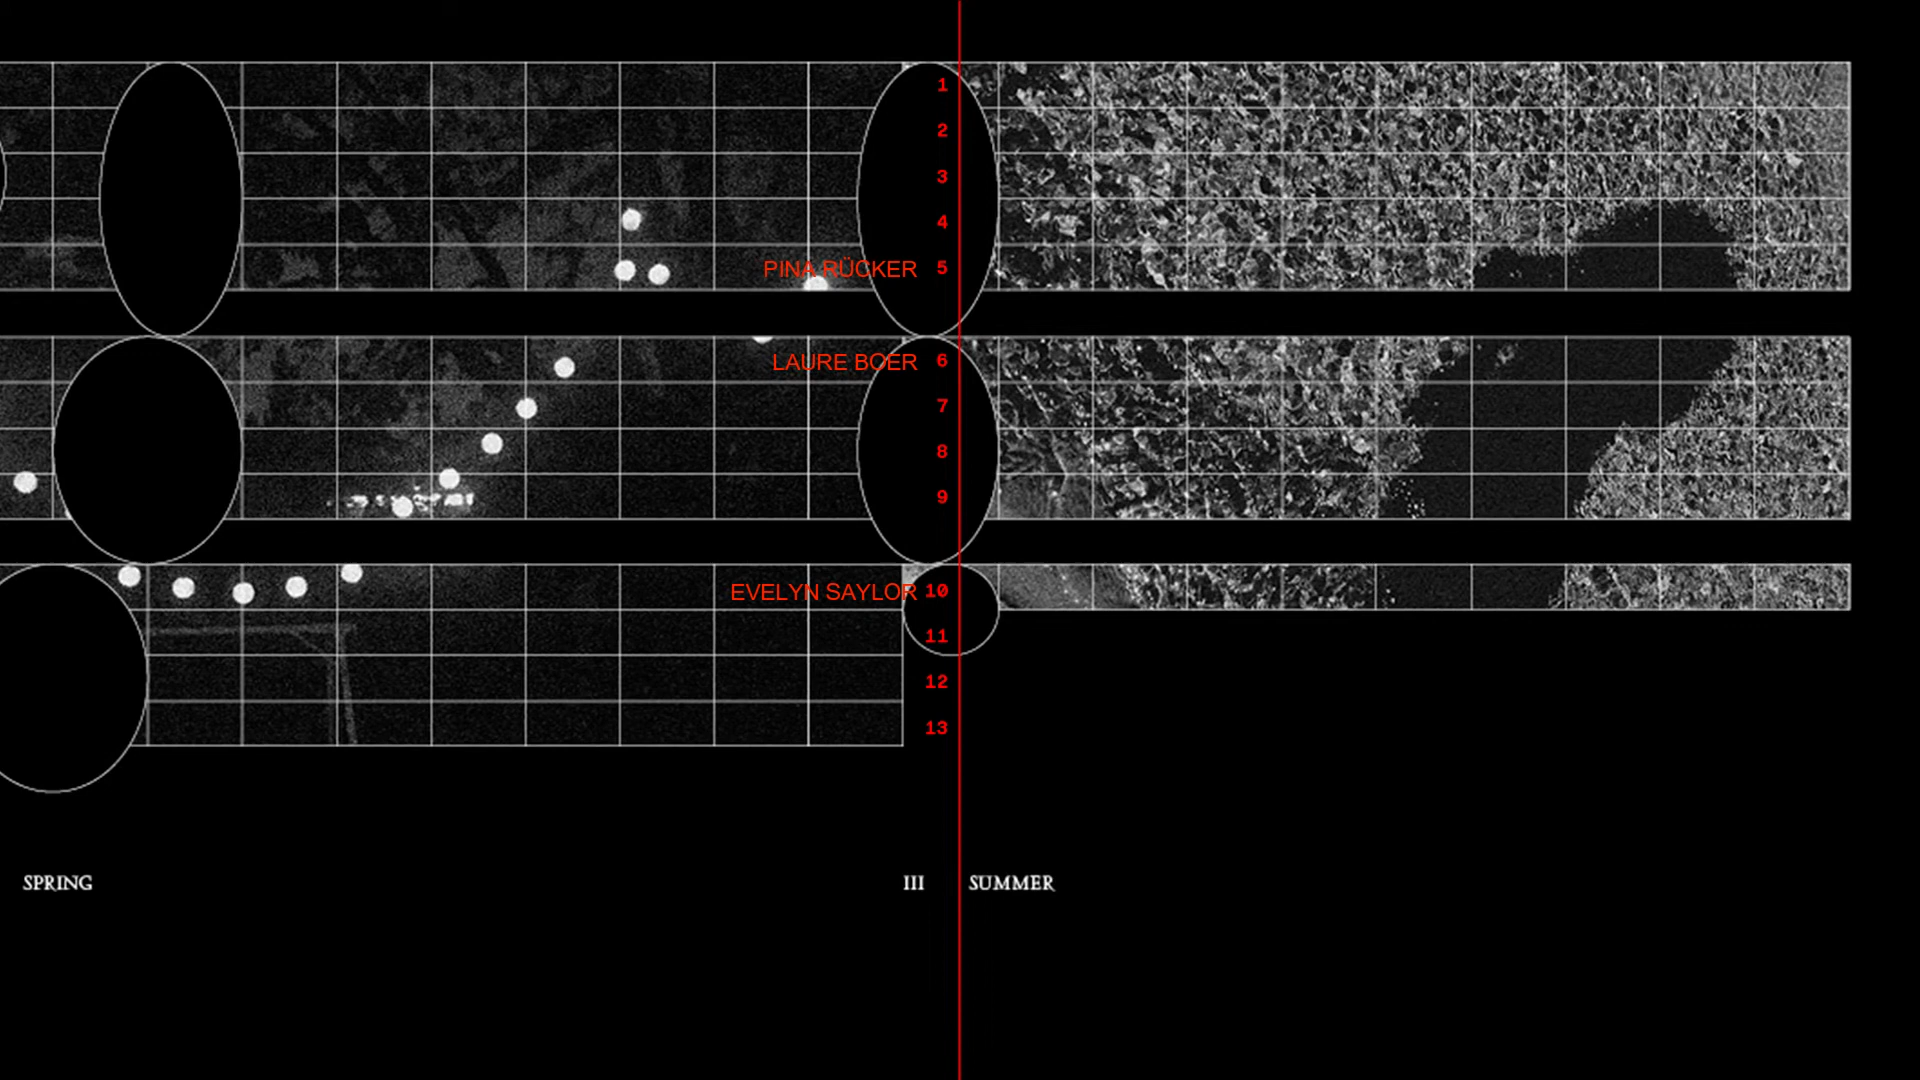 1
2
3
4
PINA RÜCKER 5
LAURE BOER 6
7
8
9
EVELYN SAYLOR 10
11
12
13
SPRING III SUMMER